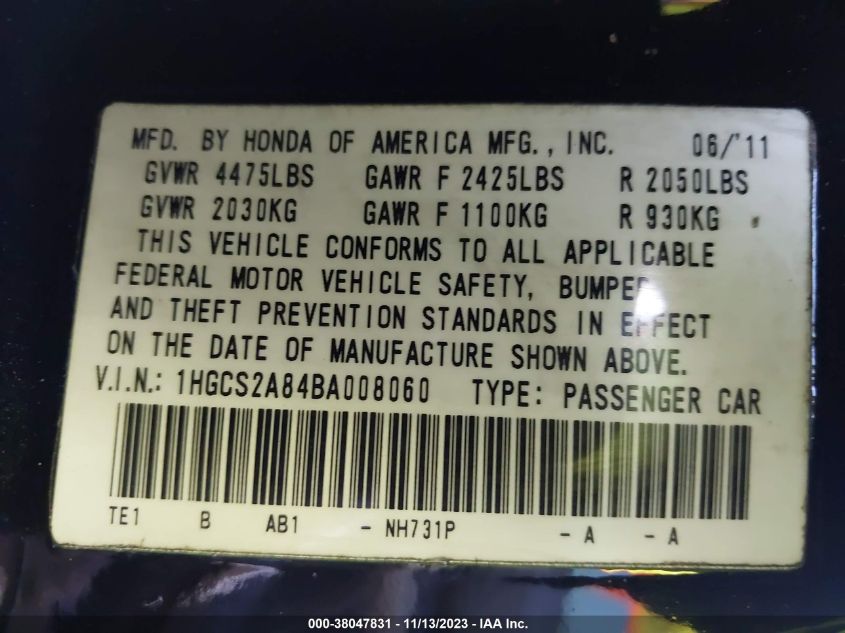 MFD. BY HONDA OF AMERICA MFG., INC. 06/'11
GVWR 4475LBS GAWR F 2425LBS R 2050LBS
GVWR 2030KG GAWR F 1100KG R 930KG
THIS VEHICLE CONFORMS TO ALL APPLICABLE
FEDERAL MOTOR VEHICLE SAFETY, BUMPER
AND THEFT PREVENTION STANDARDS IN EFFECT
ON THE DATE OF MANUFACTURE SHOWN ABOVE.
V.I.N.: 1HGCS2A84BA008060 TYPE: PASSENGER CAR
TE1 B AB1 - NH731P - A - A
000-38047831 - 11/13/2023 - IAA Inc.